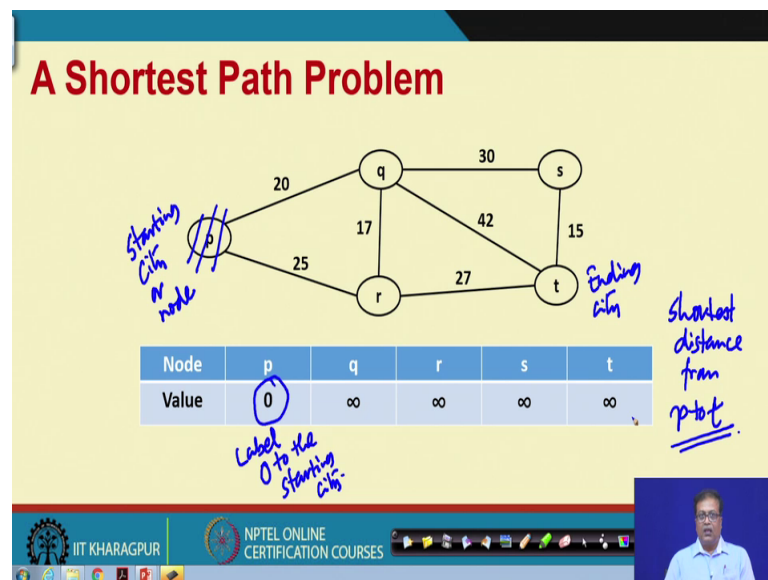 A Shortest Path Problem
q
30
s
20
Starting
City
or
node
p
17
42
15
25
r
27
t
Ending
City
Shortest
distance
from
p to t
Node p q r s t
Value 0 ∞ ∞ ∞ ∞
Label
0 to the
Starting
City.
IIT KHARAGPUR
NPTEL ONLINE
CERTIFICATION COURSES